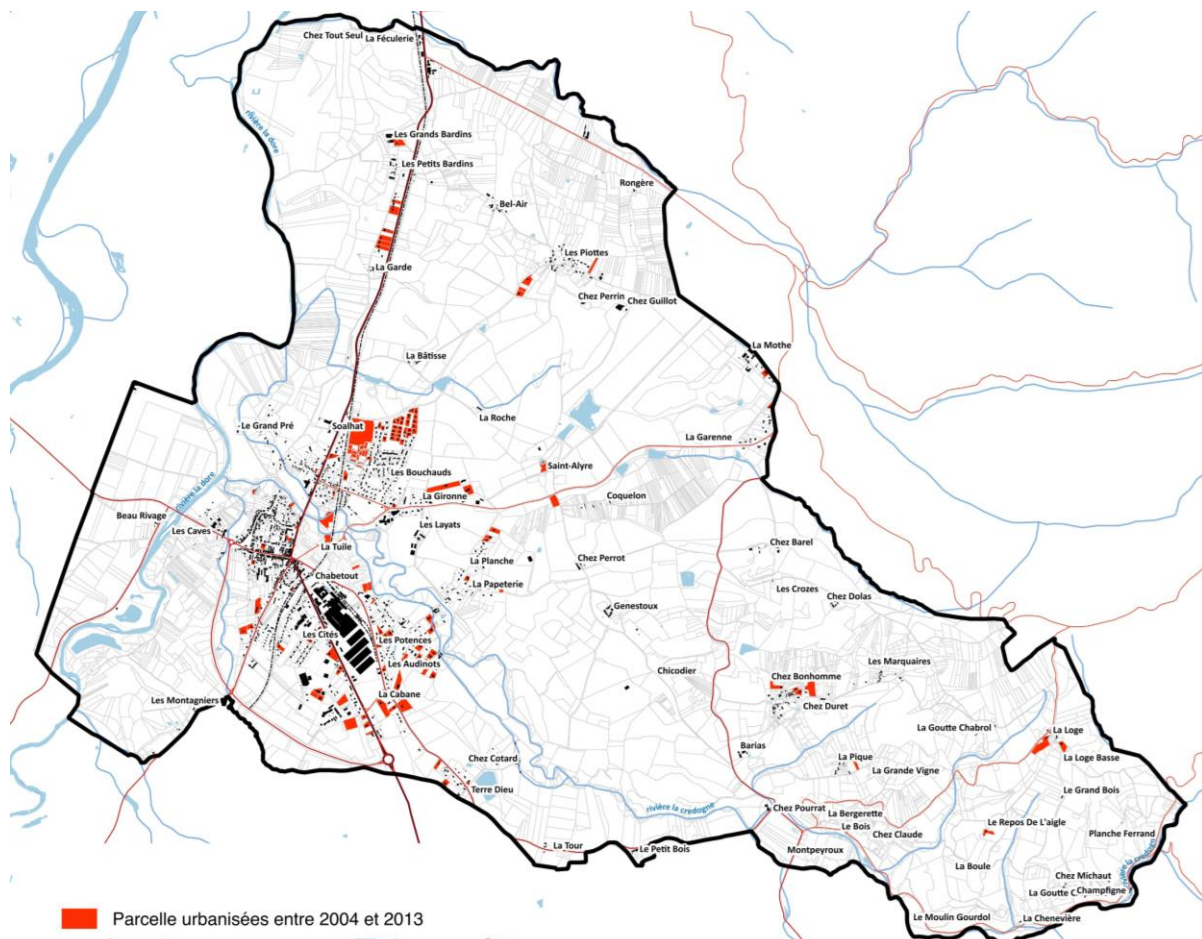 Chez Tout Seul
La Féculerie
rivière la dore
Les Grands Bardins
Les Petits Bardins
Rongère
Bel-Air
Les Piottes
La Garde
Chez Perrin
Chez Guillot
La Mothe
La Bâtisse
La Roche
Le Grand Pré
Soalhat
La Garenne
Les Bouchauds
Saint-Alyre
rivière la dore
La Gironne
Coquelon
Beau Rivage
Les Caves
Les Layats
La Tuile
Chez Barel
La Planche
Chez Perrot
Chabetout
La Papeterie
Les Crozes
Chez Dolas
Genestoux
Les Cités
Les Potences
Les Audinots
Les Marquaires
Chicodier
Chez Bonhomme
La Cabane
Les Montagniers
Chez Duret
La Goutte Chabrol
La Loge
Barias
Chez Cotard
La Pique
La Loge Basse
La Grande Vigne
Terre Dieu
Le Grand Bois
rivière la credogne
Chez Pourrat
La Bergerette
Le Repos De L'aigle
Le Bois
Chez Claude
Planche Ferrand
La Tour
Le Petit Bois
Montpeyroux
La Boule
rivière la credogn
Chez Michaut
La Goutte C
Champfigne
Le Moulin Gourdol
La Chenevière
Parcelle urbanisées entre 2004 et 2013